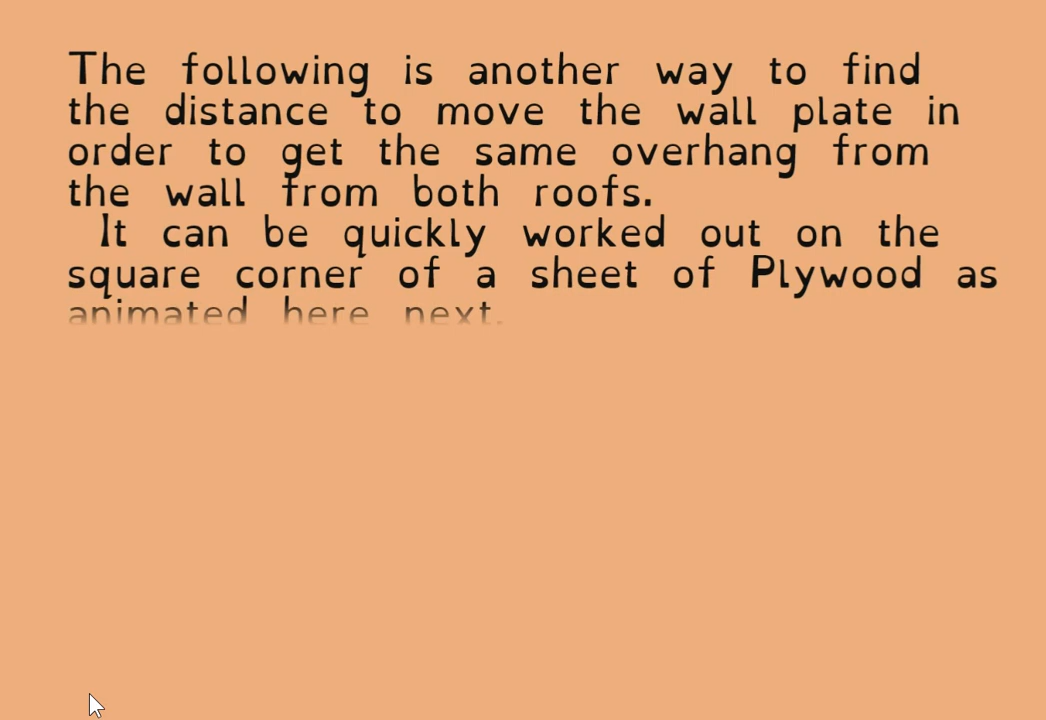 The following is another way to find
the distance to move the wall plate in
order to get the same overhang from
the wall from both roofs.
It can be quickly worked out on the
square corner of a sheet of Plywood as
animated here next.